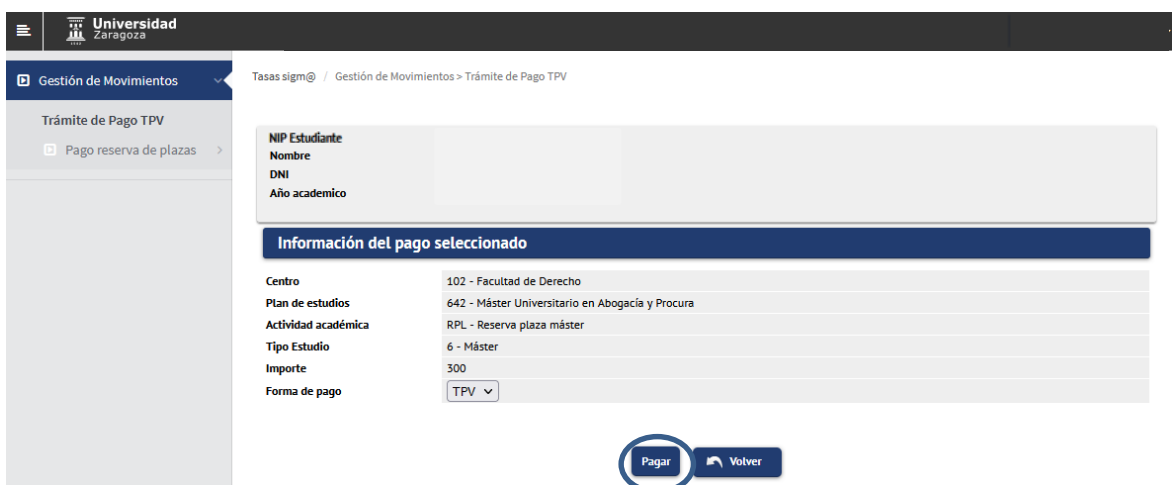 Universidad
Zaragoza
Gestión de Movimientos
Tasas sigm@ / Gestión de Movimientos > Trámite de Pago TPV
Trámite de Pago TPV
Pago reserva de plazas
NIP Estudiante
Nombre
DNI
Año academico
Información del pago seleccionado
Centro 102 - Facultad de Derecho
Plan de estudios 642 - Máster Universitario en Abogacía y Procura
Actividad académica RPL - Reserva plaza máster
Tipo Estudio 6 - Máster
Importe 300
Forma de pago TPV
Pagar Volver